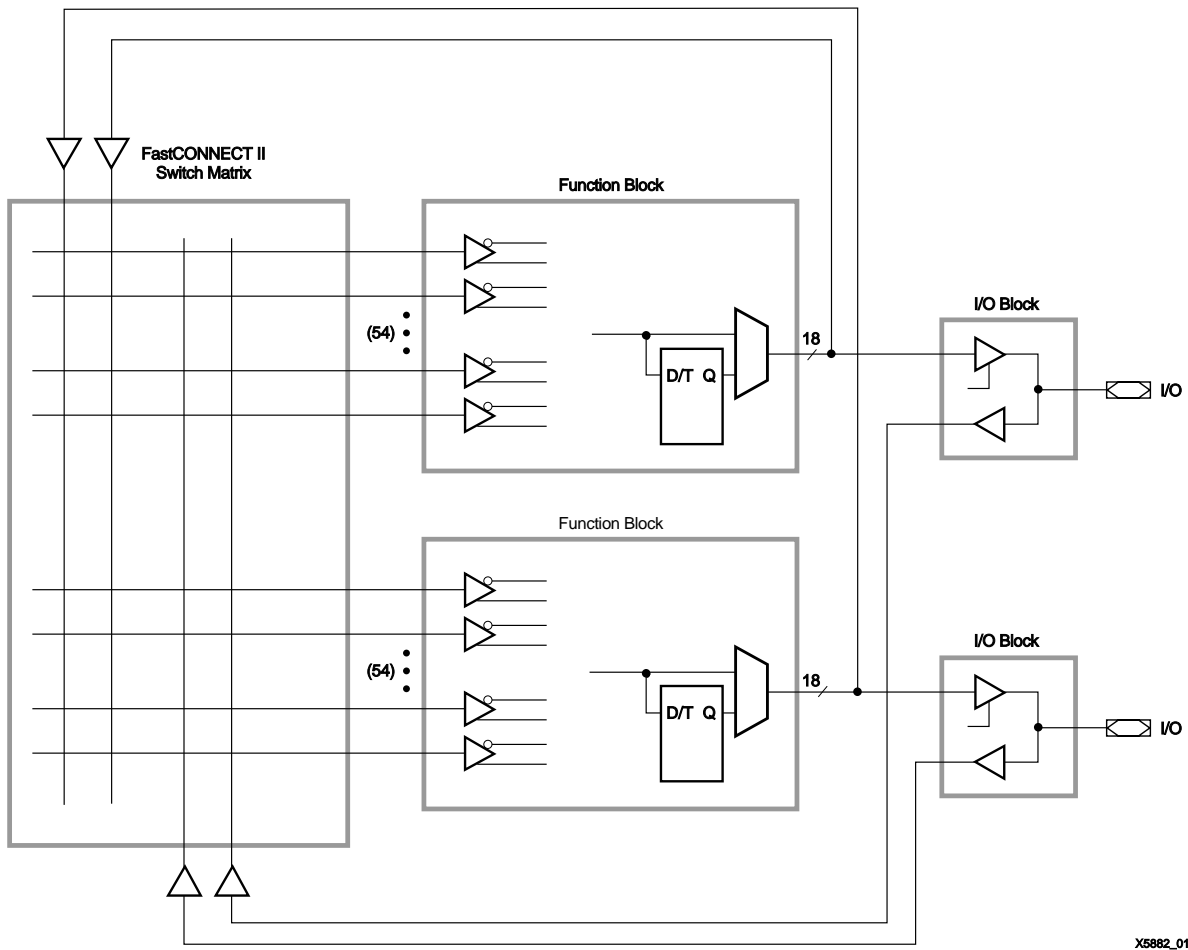 FastCONNECT II
Switch Matrix
Function Block
(54)
D/T Q
18
I/O Block
I/O
Function Block
(54)
D/T Q
18
I/O Block
I/O
X5882_01